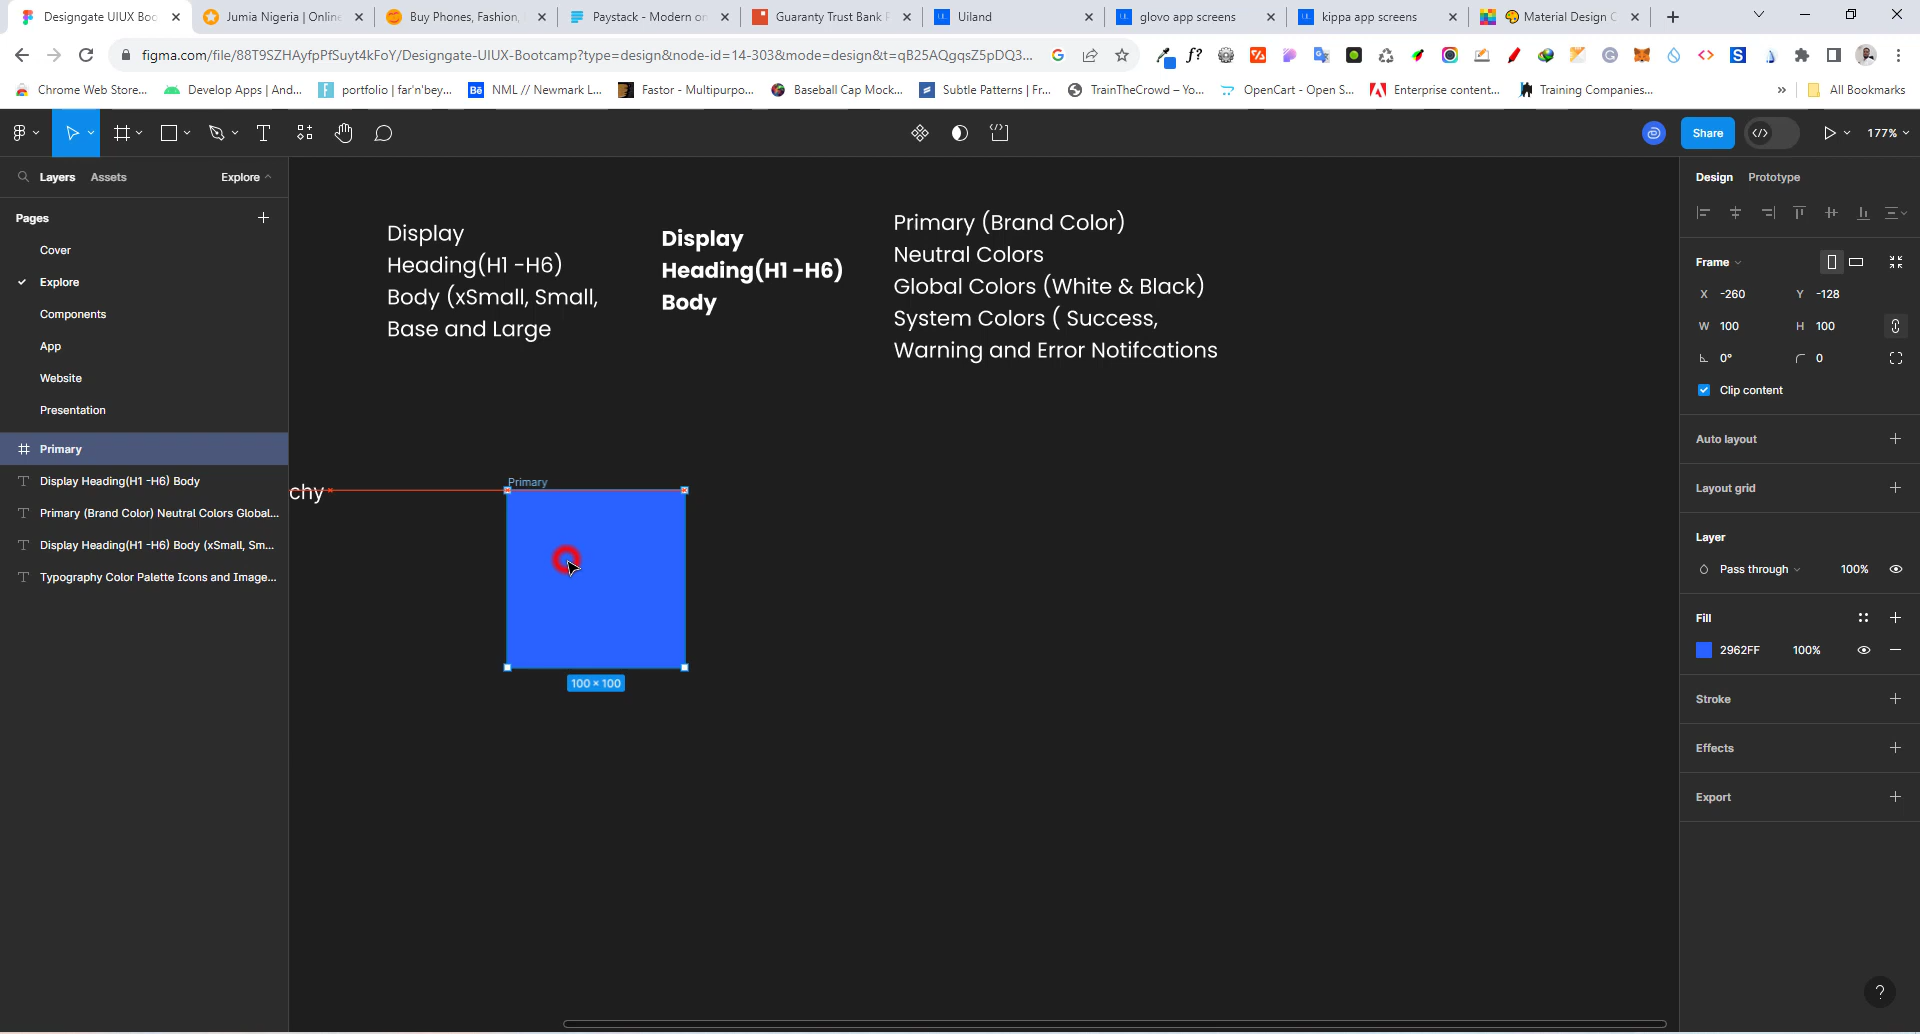 Designgate UIUX Boo
Jumia Nigeria | Online
Buy Phones, Fashion,
Paystack - Modern on
Guaranty Trust Bank P
Uiland
glovo app screens
kippa app screens
Material Design C
figma.com/file/88T9SZHAyfpPfSuyt4kFoY/Designgate-UIUX-Bootcamp?type=design&node-id=14-303&mode=design&t=qB25AQgqsZ5pDQ3...
Chrome Web Store...
Develop Apps | And...
portfolio | far'n'bey...
NML // Newmark L...
Fastor - Multipurpo...
Baseball Cap Mock...
Subtle Patterns | Fr...
TrainTheCrowd – Yo...
OpenCart - Open S...
Enterprise content...
Training Companies...
»
All Bookmarks
Share
177%
Layers
Assets
Explore
Pages
Cover
Explore
Components
App
Website
Presentation
Primary
Display Heading(H1 -H6) Body
Primary (Brand Color) Neutral Colors Global...
Display Heading(H1 -H6) Body (xSmall, Sm...
Typography Color Palette Icons and Image...
Display
Heading(H1 -H6)
Body (xSmall, Small,
Base and Large
Display
Heading(H1 -H6)
Body
Primary (Brand Color)
Neutral Colors
Global Colors (White & Black)
System Colors ( Success,
Warning and Error Notifcations
chy
Primary
100 × 100
Design
Prototype
Frame
X -260
Y -128
W 100
H 100
0°
0
Clip content
Auto layout
Layout grid
Layer
Pass through
100%
Fill
2962FF
100%
Stroke
Effects
Export
?